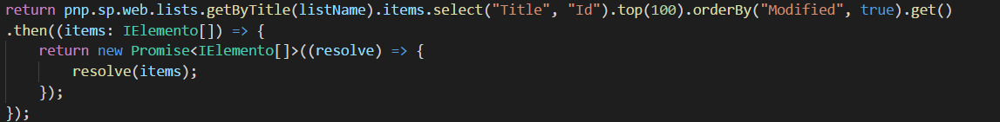 return pnp.sp.web.lists.getByTitle(listName).items.select("Title", "Id").top(100).orderBy("Modified", true).get()
.then((items: IElemento[]) => {
    return new Promise<IElemento[]>((resolve) => {
        resolve(items);
    });
});